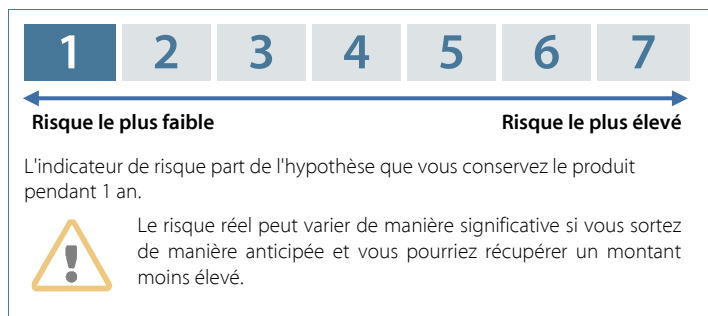 1 2 3 4 5 6 7
Risque le plus faible Risque le plus élevé
L'indicateur de risque part de l'hypothèse que vous conservez le produit
pendant 1 an.
Le risque réel peut varier de manière significative si vous sortez
de manière anticipée et vous pourriez récupérer un montant
moins élevé.